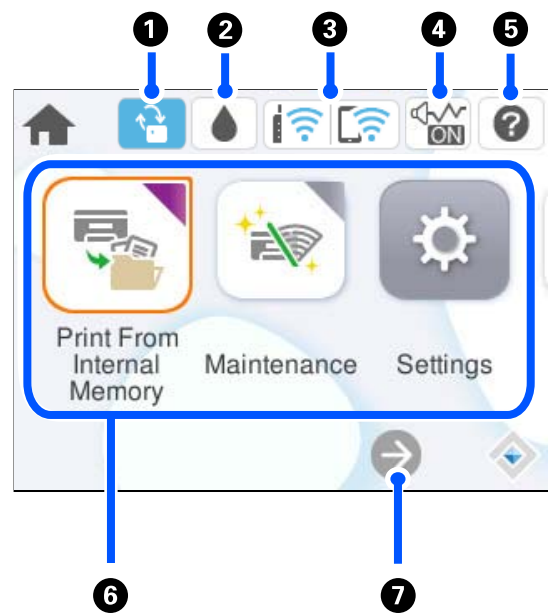 1 2 3 4 5
ON ?
Print From
Internal
Memory
Maintenance
Settings
6 7